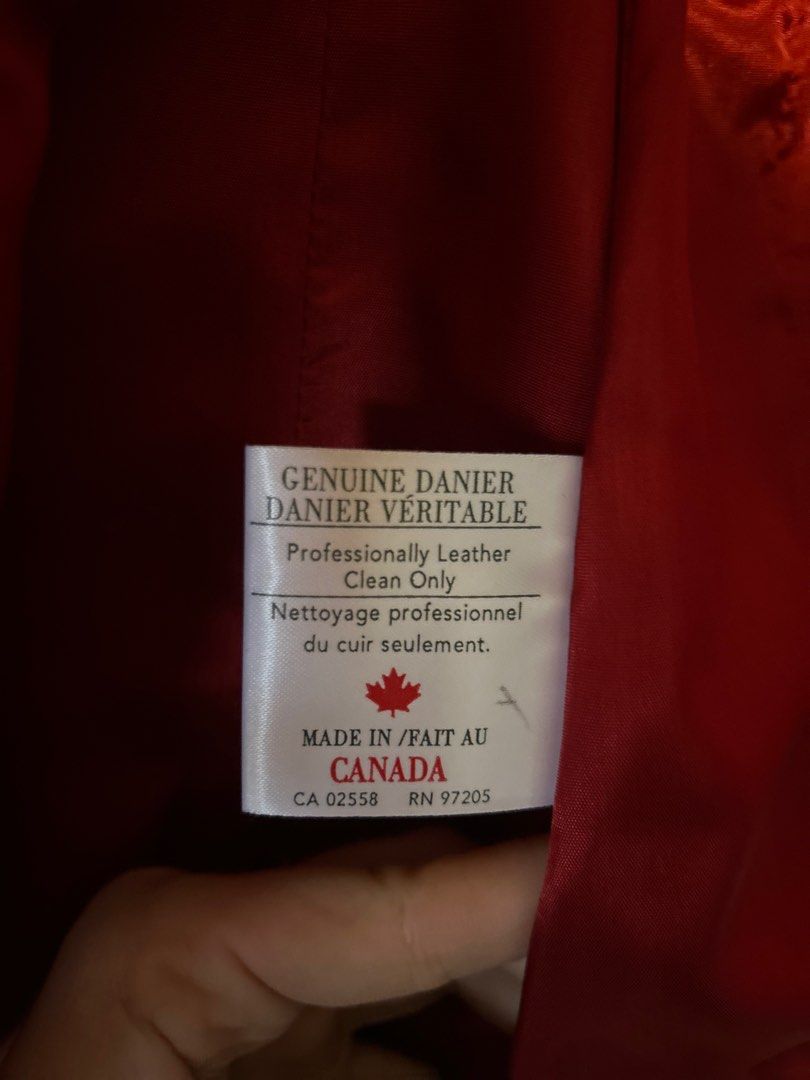 GENUINE DANIER
DANIER VÉRITABLE
Professionally Leather
Clean Only
Nettoyage professionnel
du cuir seulement.
MADE IN /FAIT AU
CANADA
CA 02558 RN 97205